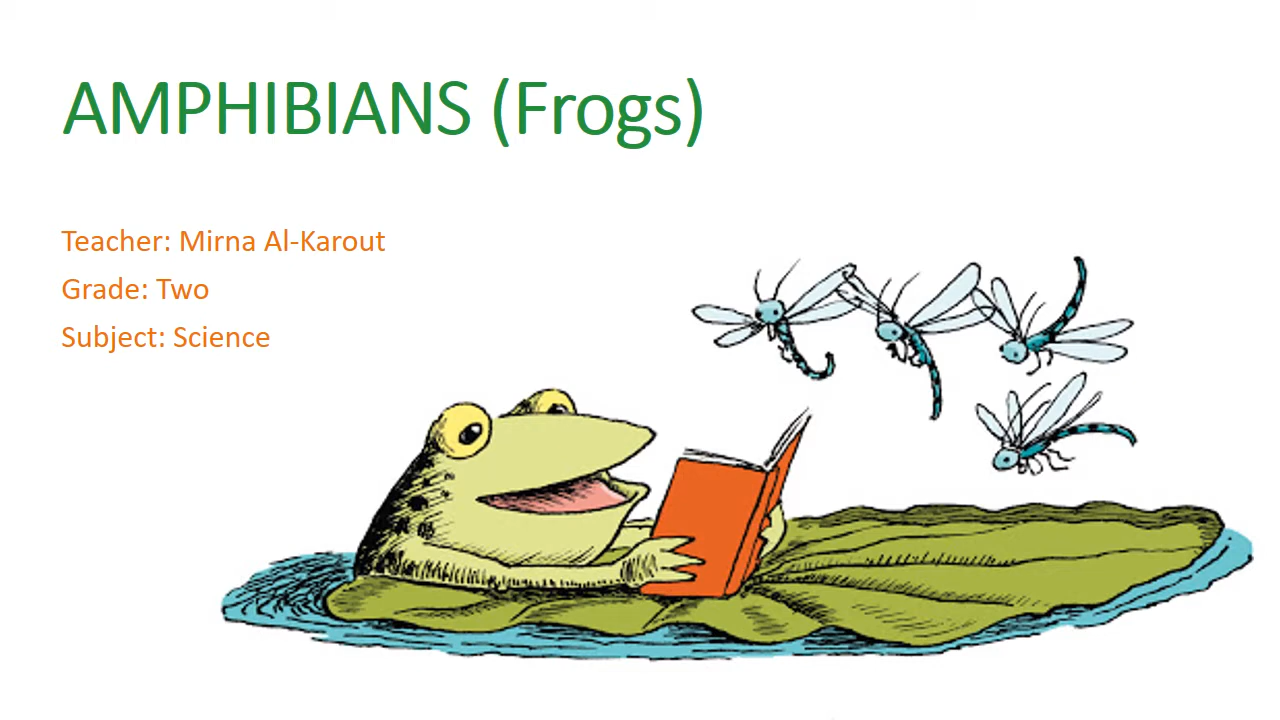 AMPHIBIANS (Frogs)
Teacher: Mirna Al-Karout
Grade: Two
Subject: Science